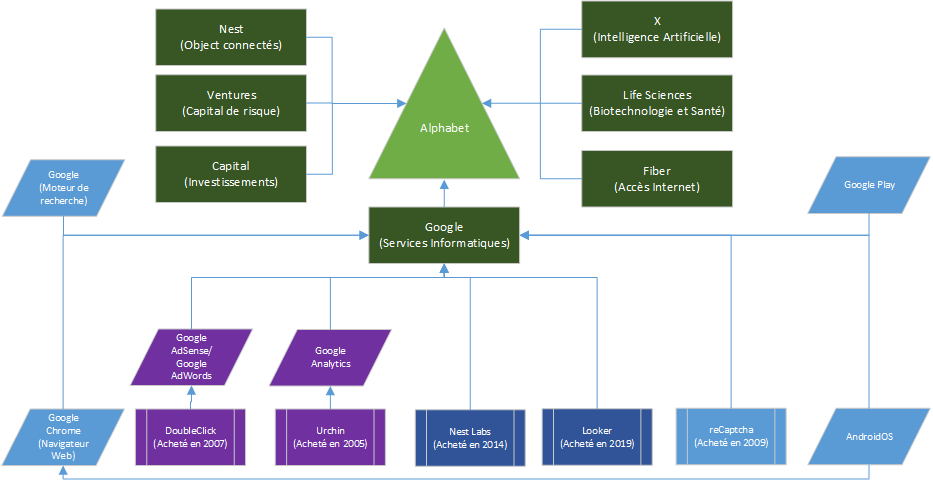 Nest
(Object connectés)
X
(Intelligence Artificielle)
Ventures
(Capital de risque)
Life Sciences
(Biotechnologie et Santé)
Alphabet
Capital
(Investissements)
Fiber
(Accès Internet)
Google
(Moteur de
recherche)
Google Play
Google
(Services Informatiques)
Google
AdSense/
Google
AdWords
Google
Analytics
Google
Chrome
(Navigateur
Web)
DoubleClick
(Acheté en 2007)
Urchin
(Acheté en 2005)
Nest Labs
(Acheté en 2014)
Looker
(Acheté en 2019)
reCaptcha
(Acheté en 2009)
AndroidOS